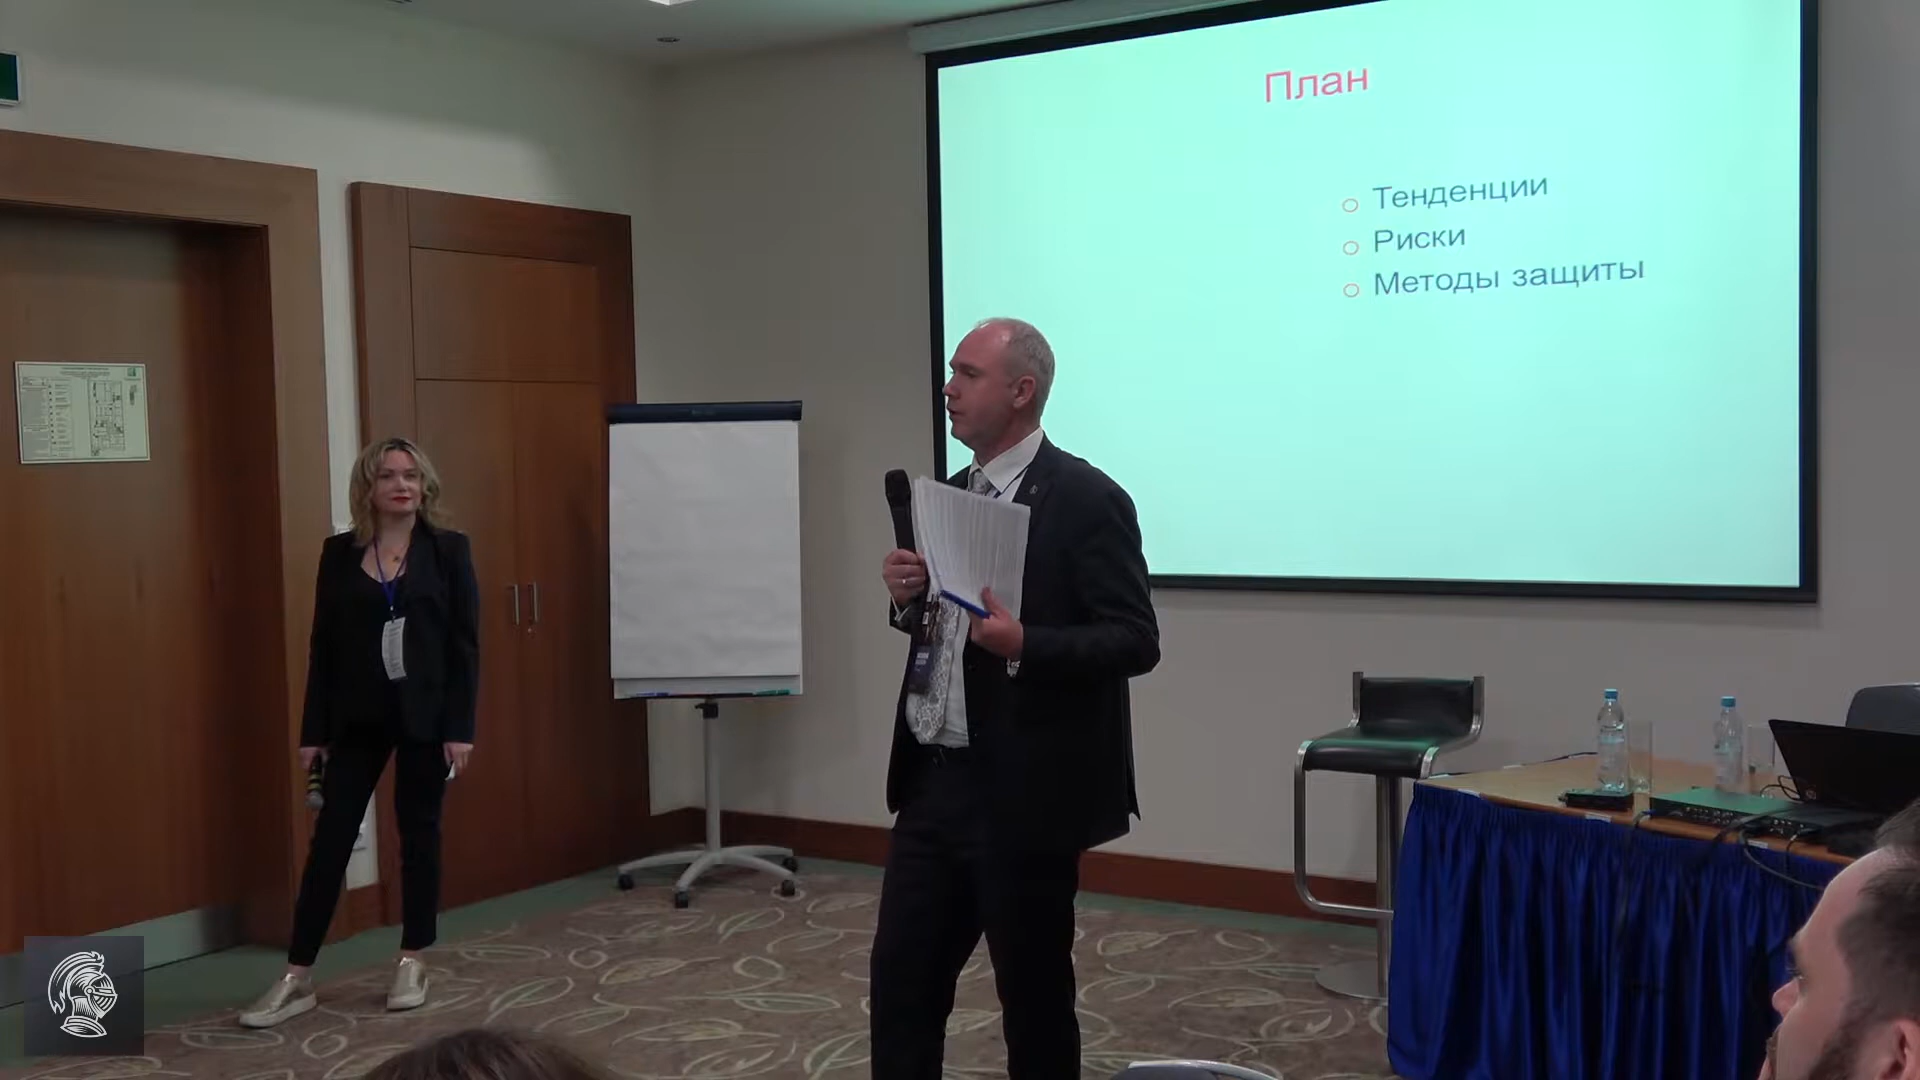 План
Тенденции
Риски
Методы защиты